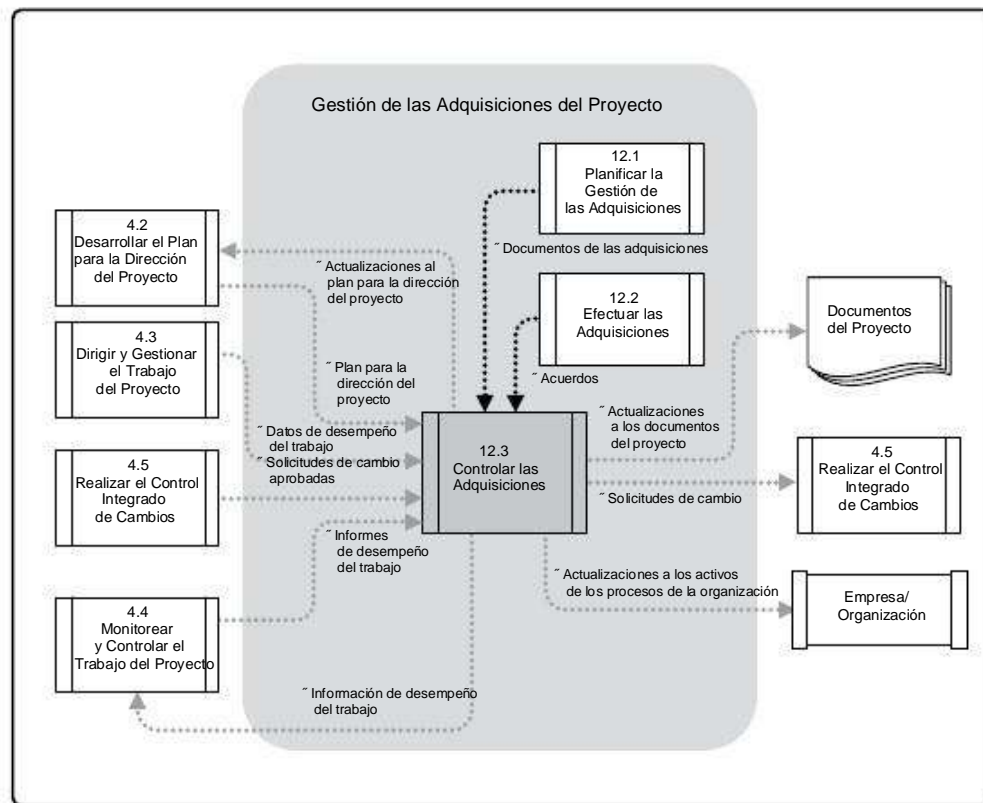 Gestión de las Adquisiciones del Proyecto
12.1
Planificar la
Gestión de
las Adquisiciones
4.2
Desarrollar el Plan
para la Dirección
del Proyecto
˝ Documentos de las adquisiciones
˝ Actualizaciones al
plan para la dirección
del proyecto
12.2
Efectuar las
Adquisiciones
Documentos
del Proyecto
4.3
Dirigir y Gestionar
el Trabajo
del Proyecto
˝ Plan para la
dirección del
proyecto
˝ Acuerdos
˝ Actualizaciones
a los documentos
del proyecto
˝ Datos de desempeño
del trabajo
˝ Solicitudes de cambio
aprobadas
12.3
Controlar las
Adquisiciones
4.5
Realizar el Control
Integrado
de Cambios
˝ Solicitudes de cambio
4.5
Realizar el Control
Integrado
de Cambios
˝ Informes
de desempeño
del trabajo
˝ Actualizaciones a los activos
de los procesos de la organización
Empresa/
Organización
4.4
Monitorear
y Controlar el
Trabajo del Proyecto
˝ Información de desempeño
del trabajo